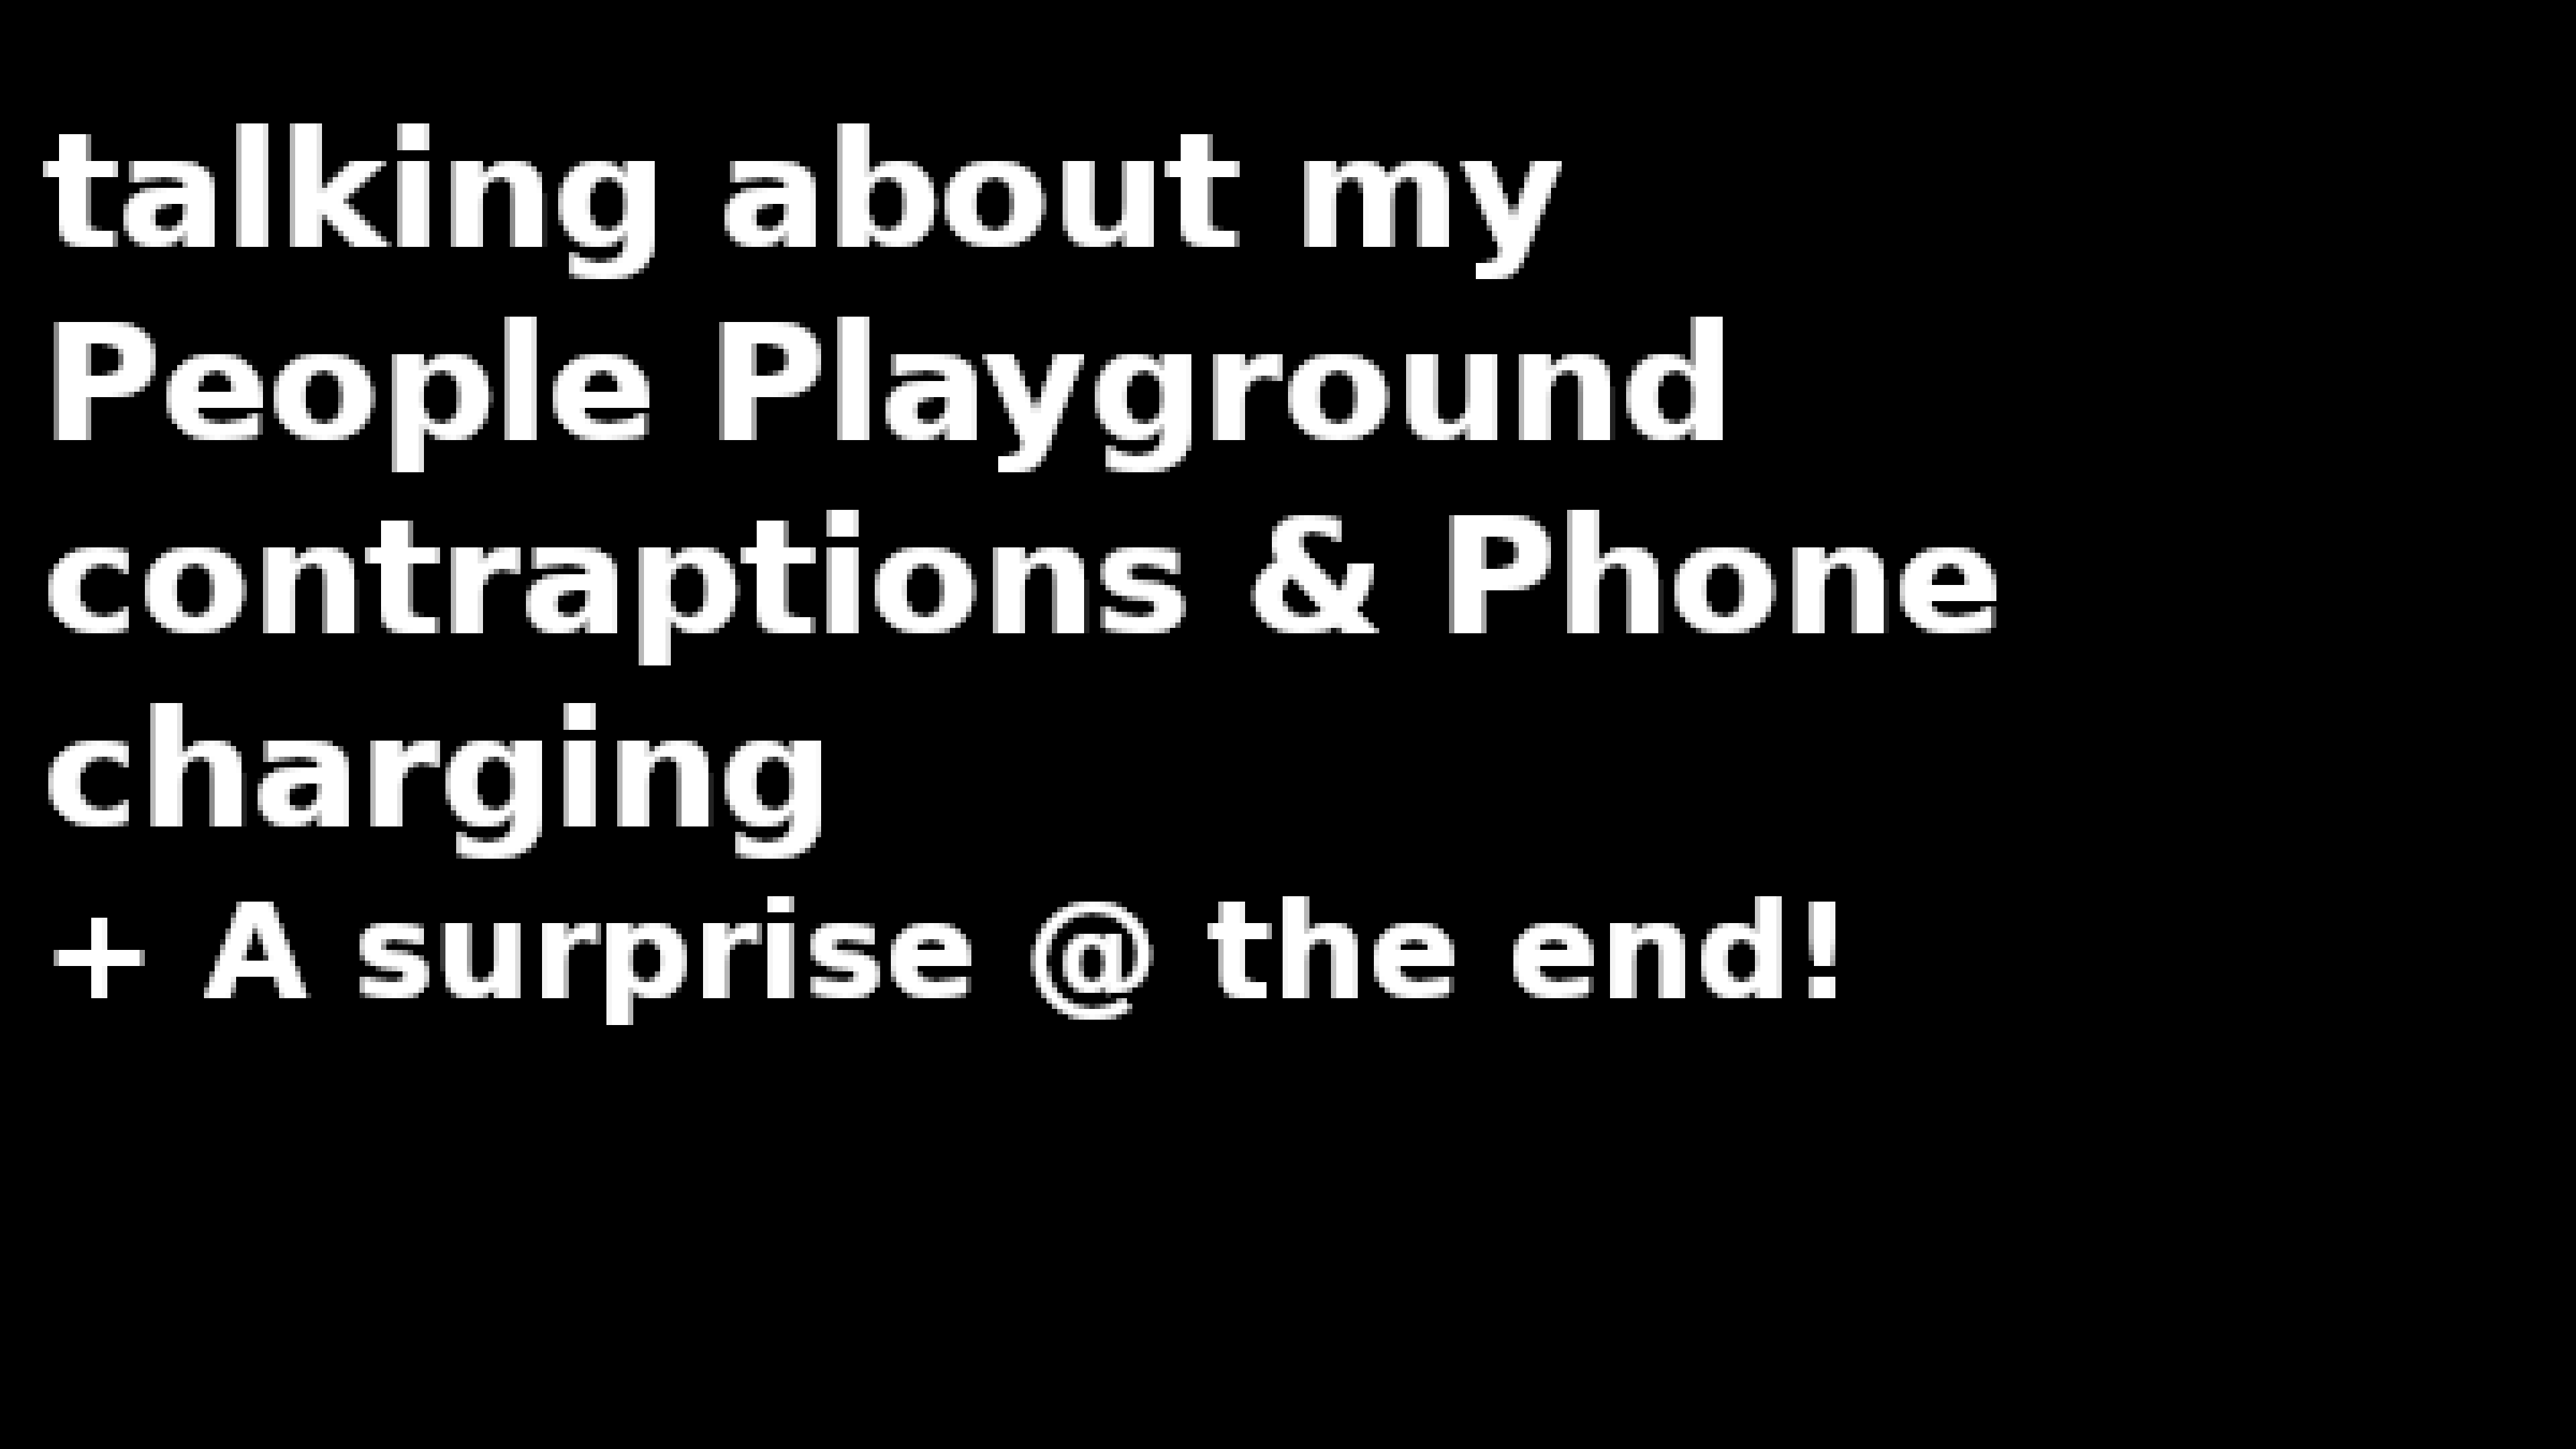 talking about my
People Playground
contraptions & Phone
charging
+ A surprise @ the end!